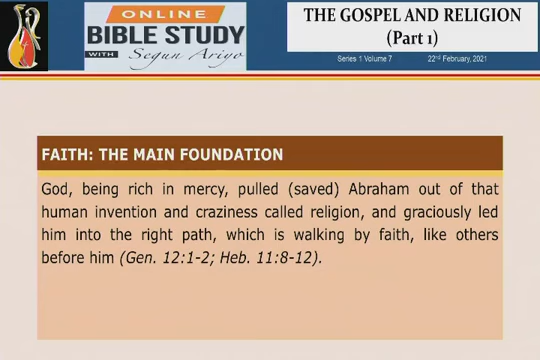 ONLINE
BIBLE STUDY
WITH Segun Ariyo
THE GOSPEL AND RELIGION
(Part 1)
Series 1 Volume 7 22nd February, 2021
FAITH: THE MAIN FOUNDATION
God, being rich in mercy, pulled (saved) Abraham out of that
human invention and craziness called religion, and graciously led
him into the right path, which is walking by faith, like others
before him (Gen. 12:1-2; Heb. 11:8-12).